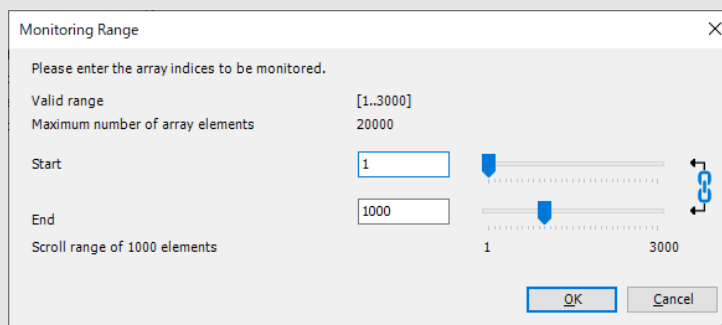 Monitoring Range
Please enter the array indices to be monitored.
Valid range [1..3000]
Maximum number of array elements 20000
Start 1
End 1000
Scroll range of 1000 elements 1 3000
OK Cancel